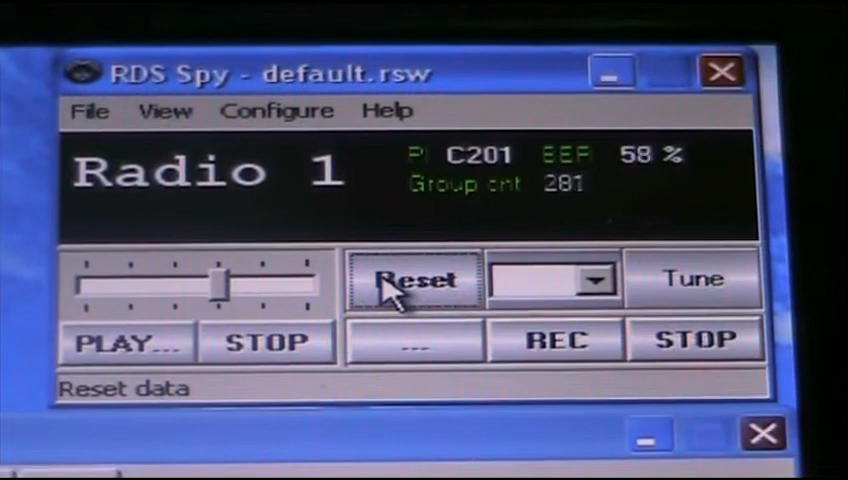 RDS Spy - default.rsw
File View Configure Help
Radio 1
PI C201 BER 58 %
Group cnt 281
Reset
Tune
PLAY... STOP ... REC STOP
Reset data